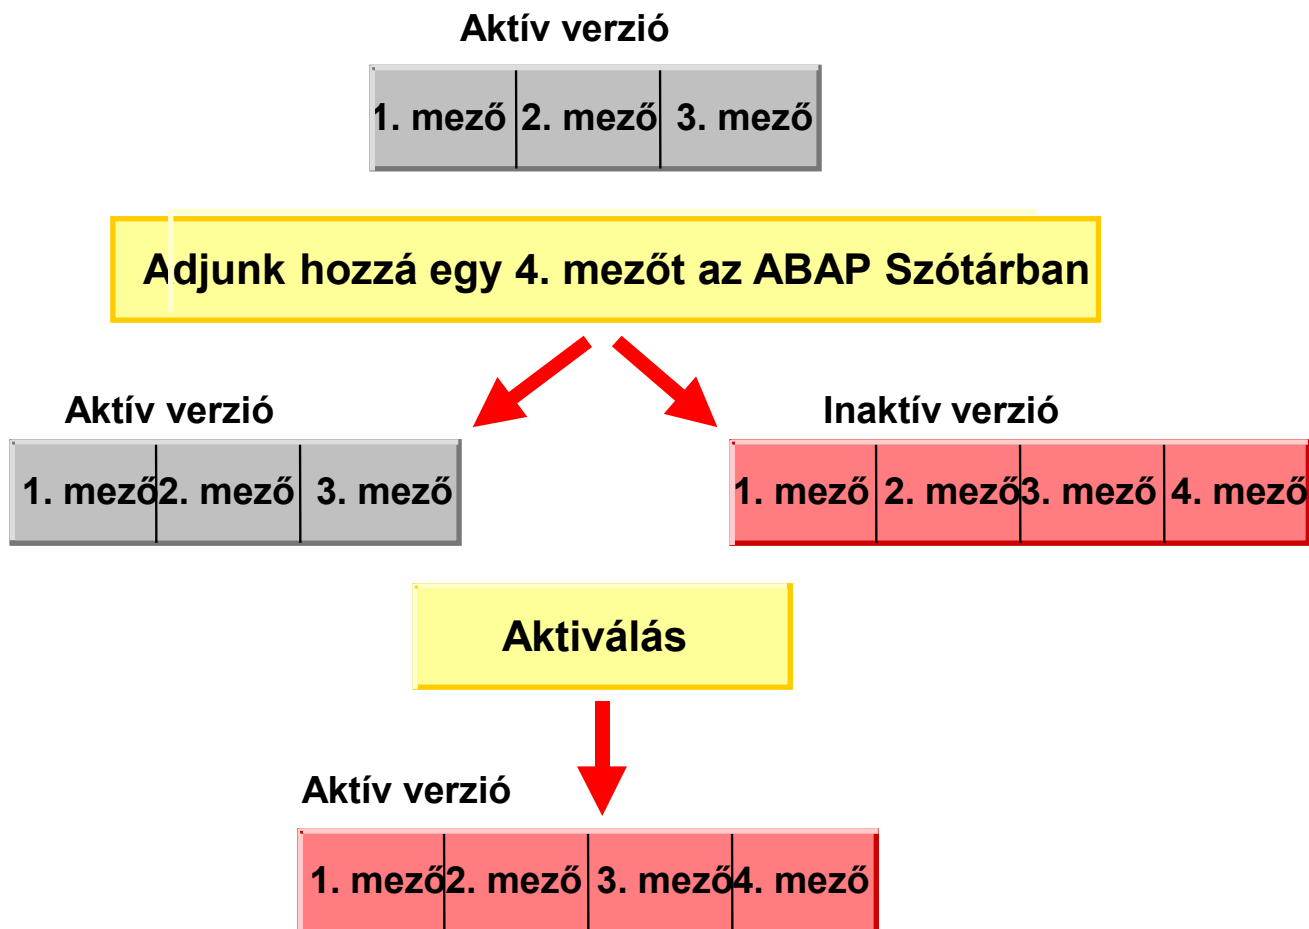 Aktív verzió
1. mező 2. mező 3. mező
Adjunk hozzá egy 4. mezőt az ABAP Szótárban
Aktív verzió Inaktív verzió
1. mező 2. mező 3. mező 1. mező 2. mező 3. mező 4. mező
Aktiválás
Aktív verzió
1. mező 2. mező 3. mező 4. mező